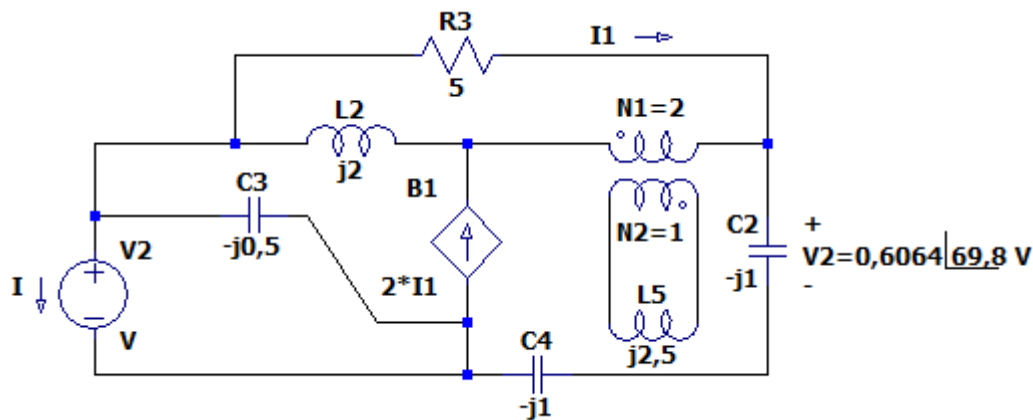 R3
I1
5
L2
N1=2
j2
C3
B1
-j0,5
N2=1
C2
+
V2
V2=0,6064|69,8 V
I
+
-j1
-
2*I1
L5
–
V
C4
j2,5
-j1